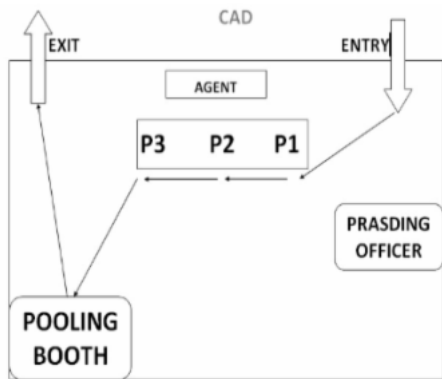 CAD
EXIT
ENTRY
AGENT
P3 P2 P1
PRASDING
OFFICER
POOLING
BOOTH